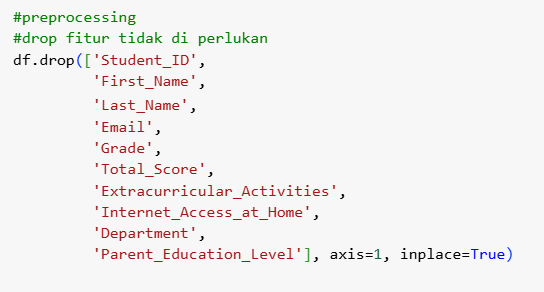 #preprocessing
#drop fitur tidak di perlukan
df.drop(['Student_ID',
'First_Name',
'Last_Name',
'Email',
'Grade',
'Total_Score',
'Extracurricular_Activities',
'Internet_Access_at_Home',
'Department',
'Parent_Education_Level'], axis=1, inplace=True)